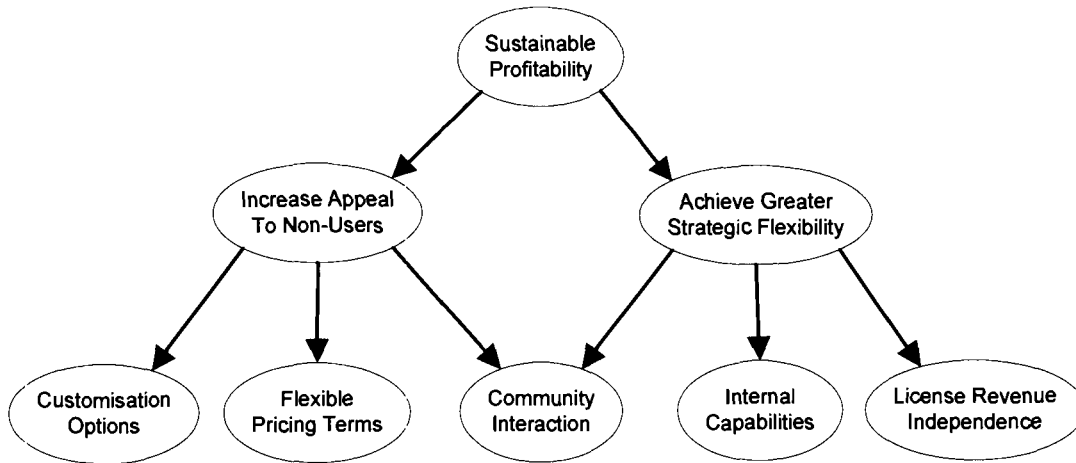 Sustainable
Profitability
Increase Appeal
To Non-Users
Achieve Greater
Strategic Flexibility
Customisation
Options
Flexible
Pricing Terms
Community
Interaction
Internal
Capabilities
License Revenue
Independence